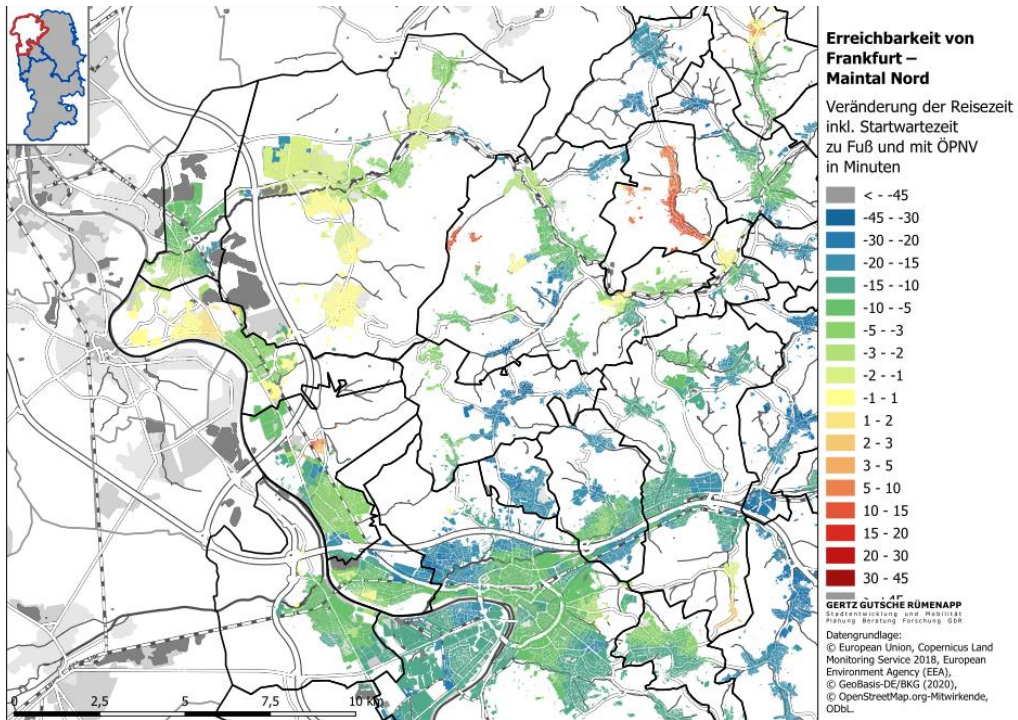 Erreichbarkeit von
Frankfurt –
Maintal Nord
Veränderung der Reisezeit
inkl. Startwartezeit
zu Fuß und mit ÖPNV
in Minuten
< - -45
-45 - -30
-30 - -20
-20 - -15
-15 - -10
-10 - -5
-5 - -3
-3 - -2
-2 - -1
-1 - 1
1 - 2
2 - 3
3 - 5
5 - 10
10 - 15
15 - 20
20 - 30
30 - 45
GERTZ GUTSCHE RÜMENAPP
Stadtentwicklung und Mobilität
Planung Beratung Forschung GbR
Datengrundlage:
© European Union, Copernicus Land
Monitoring Service 2018, European
Environment Agency (EEA),
© GeoBasis-DE/BKG (2020),
© OpenStreetMap.org-Mitwirkende,
ODbL.
0 2,5 5 7,5 10 km